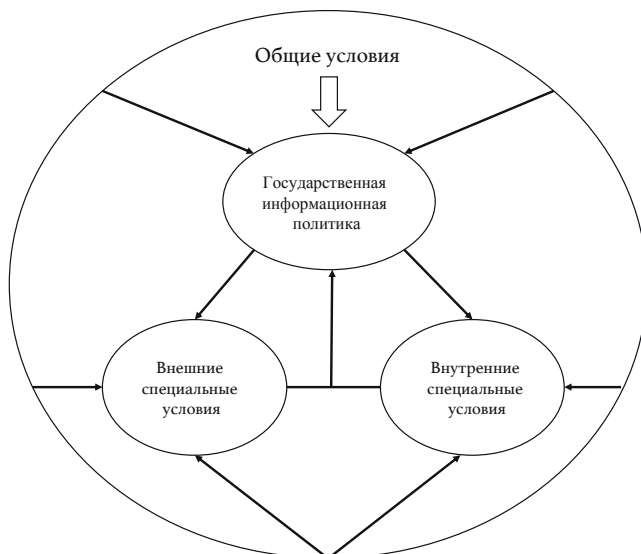 Общие условия
Государственная
информационная
политика
Внешние
специальные
условия
Внутренние
специальные
условия